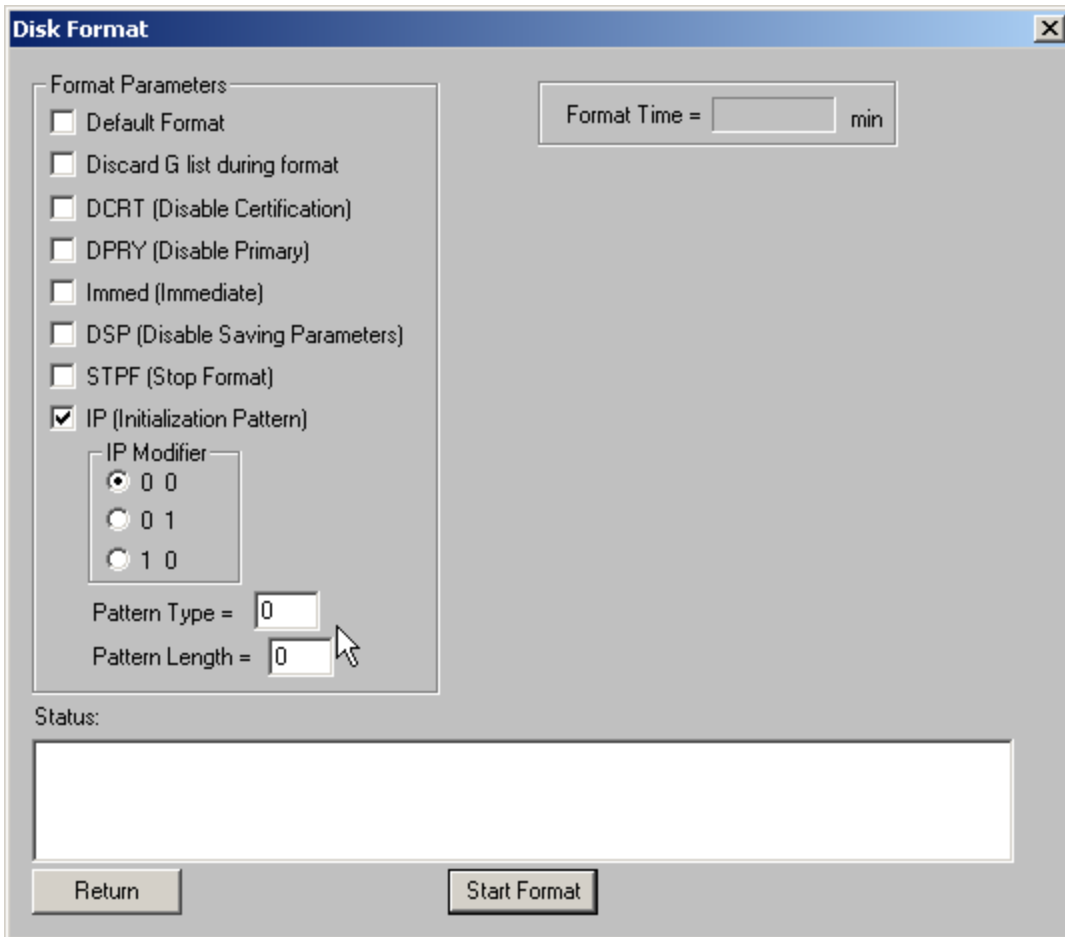 Disk Format
Format Parameters
Default Format
Discard G list during format
DCRT (Disable Certification)
DPRY (Disable Primary)
Immed (Immediate)
DSP (Disable Saving Parameters)
STPF (Stop Format)
IP (Initialization Pattern)
IP Modifier
0 0
0 1
1 0
Pattern Type = 0
Pattern Length = 0
Format Time = min
Status:
Return
Start Format